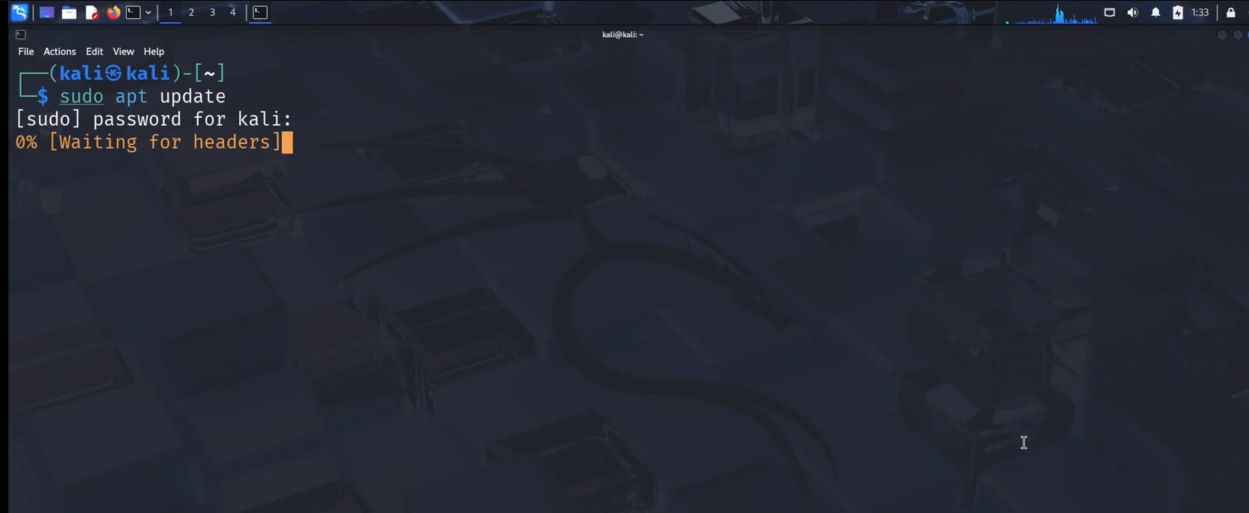 1 2 3 4 1:33
kali@kali: ~
File Actions Edit View Help
┌──(kali㉿kali)-[~]
└─$ sudo apt update
[sudo] password for kali:
0% [Waiting for headers]